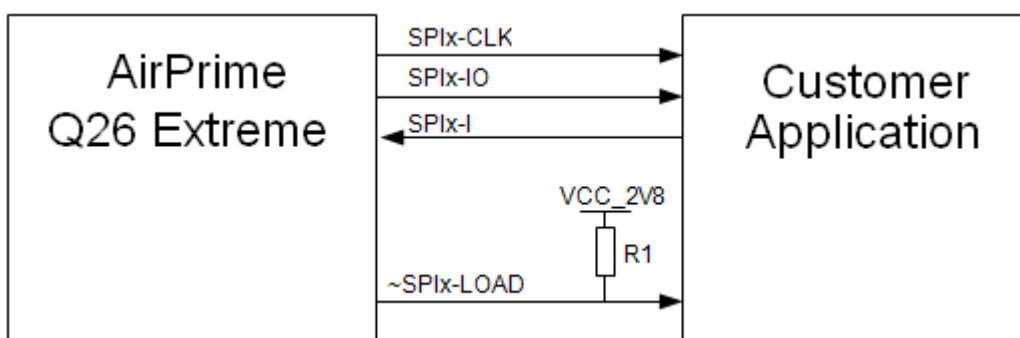 AirPrime
Q26 Extreme
SPIx-CLK
SPIx-IO
SPIx-I
VCC_2V8
R1
~SPIx-LOAD
Customer
Application